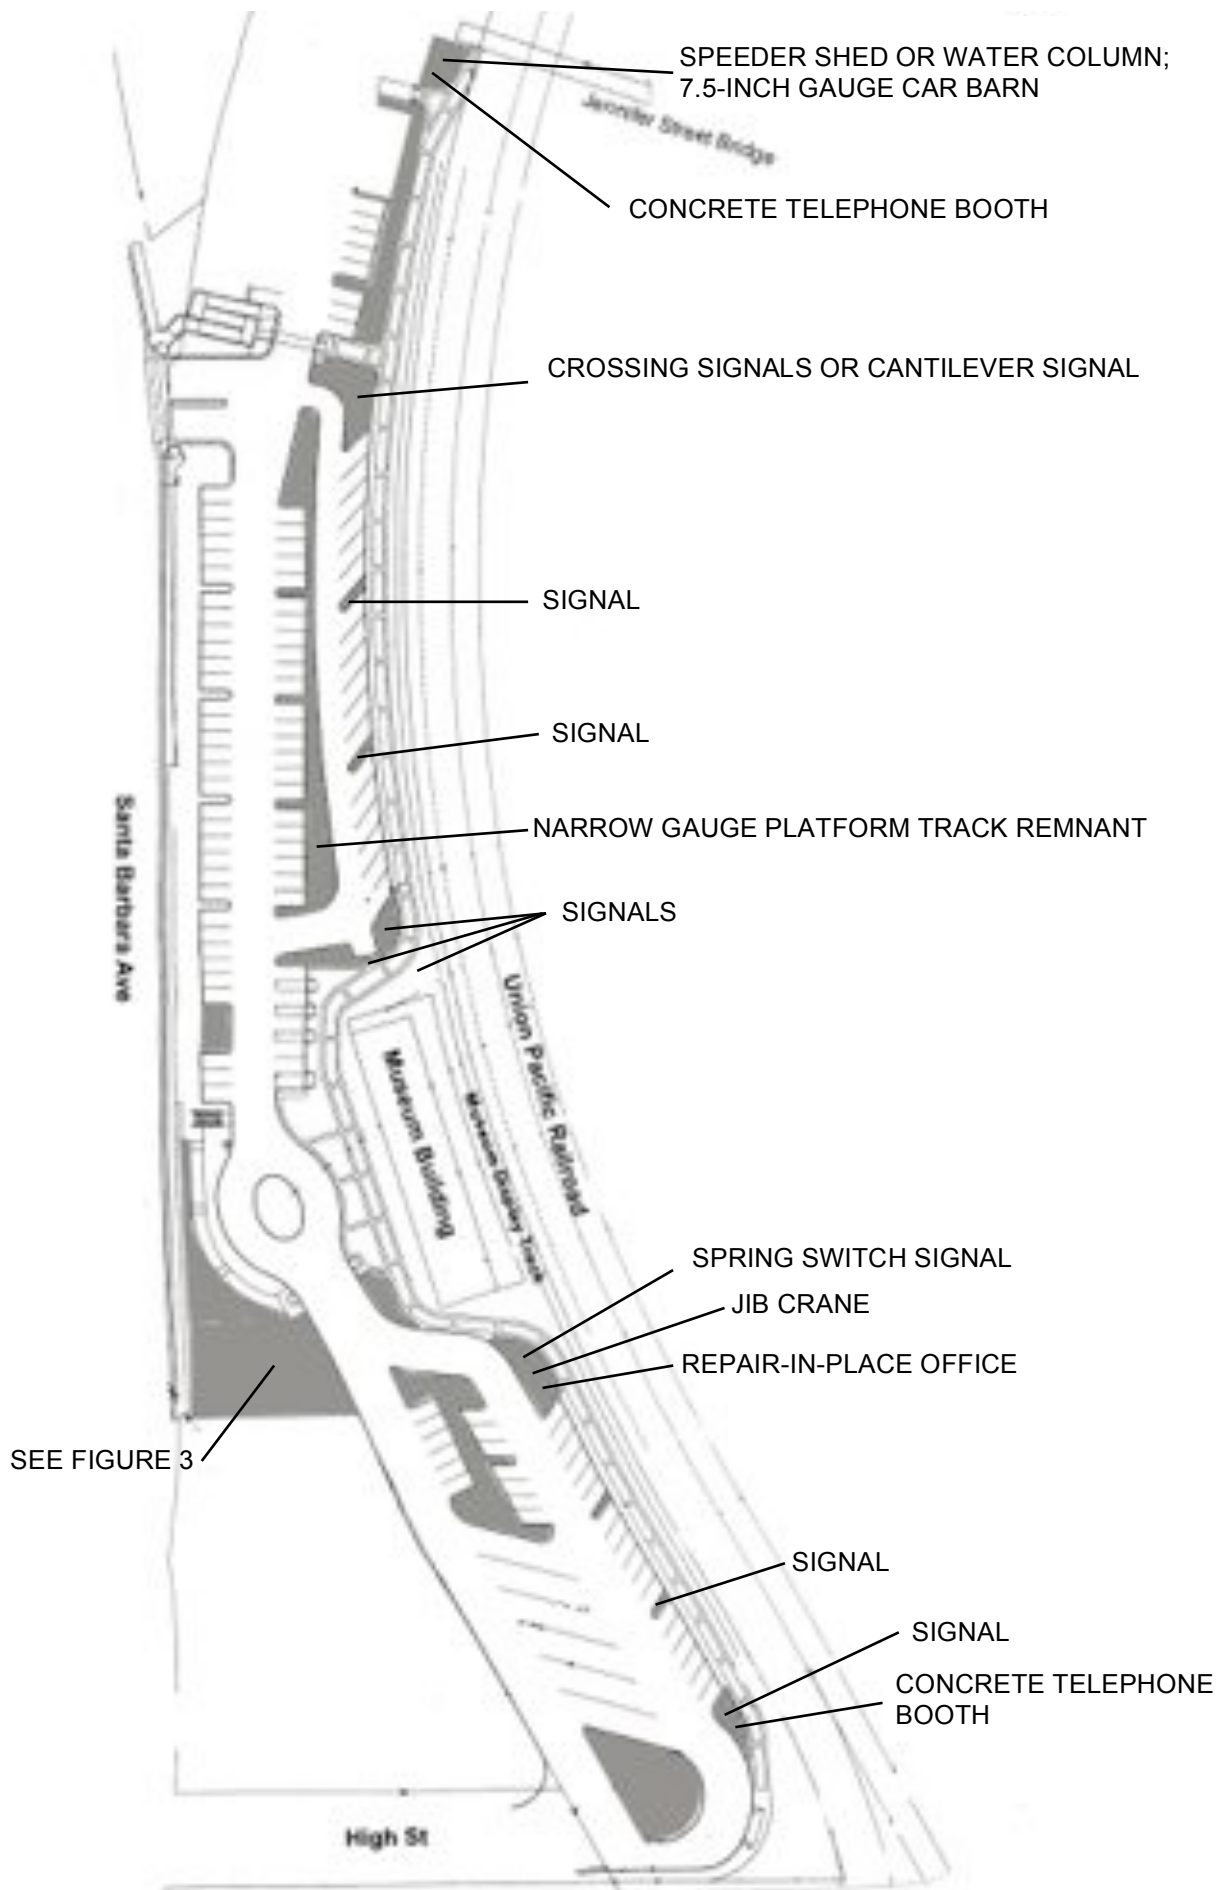 SPEEDER SHED OR WATER COLUMN;
7.5-INCH GAUGE CAR BARN
Jennifer Street Bridge
CONCRETE TELEPHONE BOOTH
CROSSING SIGNALS OR CANTILEVER SIGNAL
SIGNAL
SIGNAL
Santa Barbara Ave
NARROW GAUGE PLATFORM TRACK REMNANT
SIGNALS
Union Pacific Railroad
Museum Building
Museum Display Track
SPRING SWITCH SIGNAL
JIB CRANE
REPAIR-IN-PLACE OFFICE
SEE FIGURE 3
SIGNAL
SIGNAL
CONCRETE TELEPHONE
BOOTH
High St